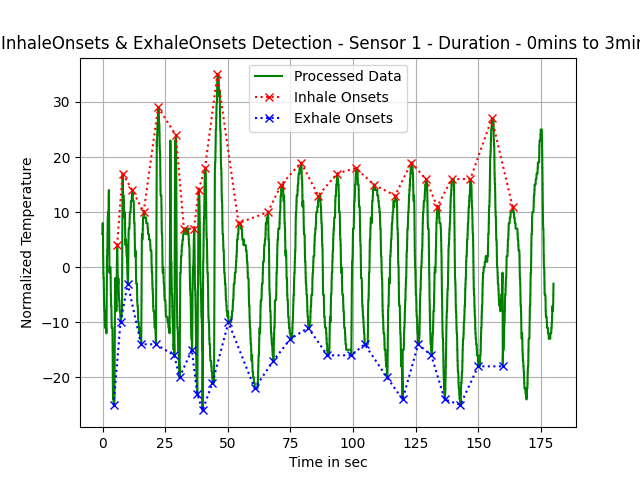 InhaleOnsets & ExhaleOnsets Detection - Sensor 1 - Duration - 0mins to 3min
Processed Data
Inhale Onsets
Exhale Onsets
Normalized Temperature
30
20
10
0
−10
−20
0 25 50 75 100 125 150 175
Time in sec